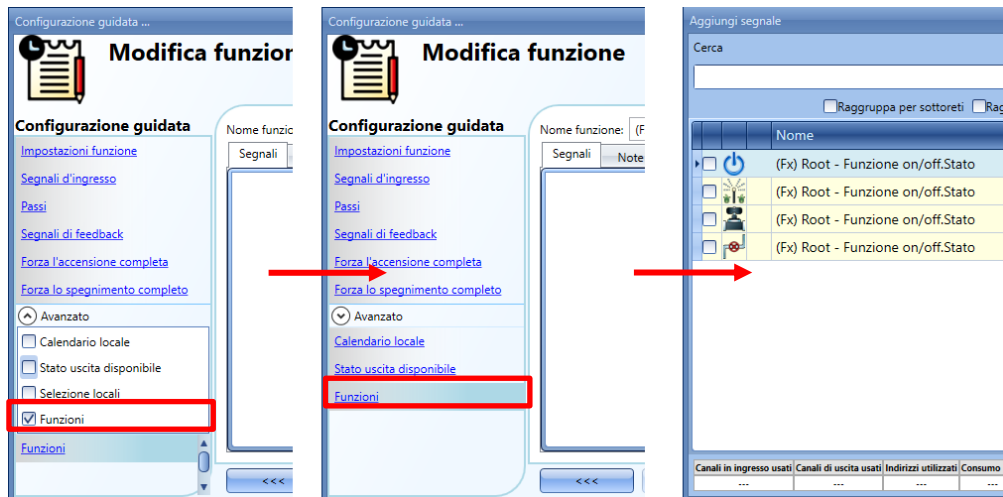 Configurazione guidata ...
Modifica funzior
Configurazione guidata
Impostazioni funzione
Segnali d'ingresso
Passi
Segnali di feedback
Forza l'accensione completa
Forza lo spegnimento completo
Avanzato
Calendario locale
Stato uscita disponibile
Selezione locali
Funzioni
Funzioni
Nome funzio
Segnali
<<<
Configurazione guidata ...
Modifica funzione
Configurazione guidata
Impostazioni funzione
Segnali d'ingresso
Passi
Segnali di feedback
Forza l'accensione completa
Forza lo spegnimento completo
Avanzato
Calendario locale
Stato uscita disponibile
Funzioni
Nome funzione: (F
Segnali Note
<<<
Aggiungi segnale
Cerca
Raggruppa per sottoreti Rag
Nome
(Fx) Root - Funzione on/off.Stato
(Fx) Root - Funzione on/off.Stato
(Fx) Root - Funzione on/off.Stato
(Fx) Root - Funzione on/off.Stato
Canali in ingresso usati Canali di uscita usati Indirizzi utilizzati Consumo
--- --- --- ---